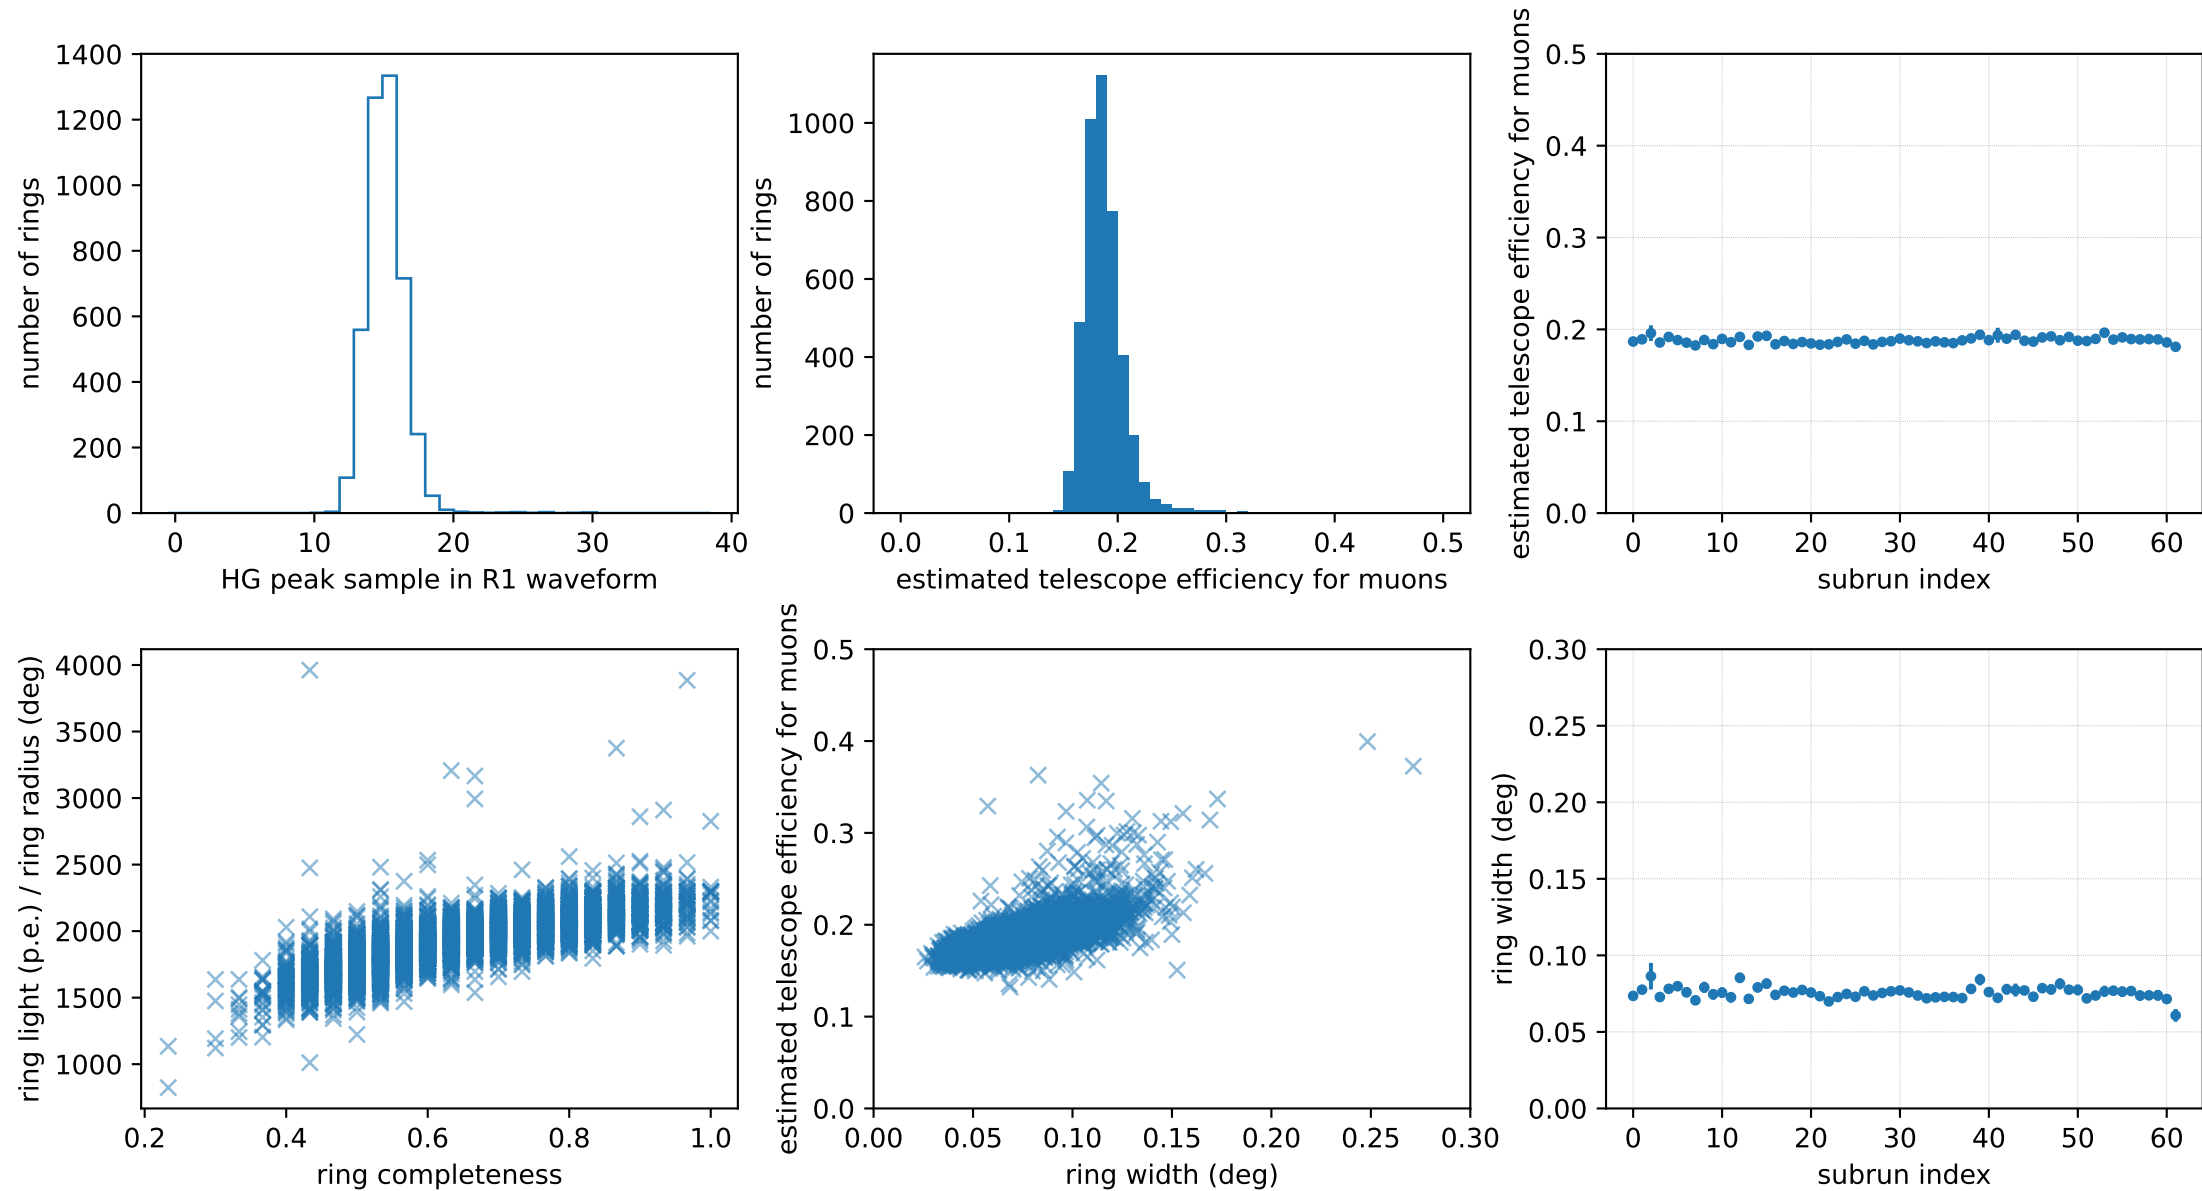 1400
1200
1000
800
600
400
200
0
number of rings
0 10 20 30 40
HG peak sample in R1 waveform
1000
800
600
400
200
0
number of rings
0.0 0.1 0.2 0.3 0.4 0.5
estimated telescope efficiency for muons
0.5
0.4
0.3
0.2
0.1
0.0
estimated telescope efficiency for muons
0 10 20 30 40 50 60
subrun index
4000
3500
3000
2500
2000
1500
1000
ring light (p.e.) / ring radius (deg)
0.2 0.4 0.6 0.8 1.0
ring completeness
0.5
0.4
0.3
0.2
0.1
0.0
estimated telescope efficiency for muons
0.00 0.05 0.10 0.15 0.20 0.25 0.30
ring width (deg)
0.30
0.25
0.20
0.15
0.10
0.05
0.00
ring width (deg)
0 10 20 30 40 50 60
subrun index